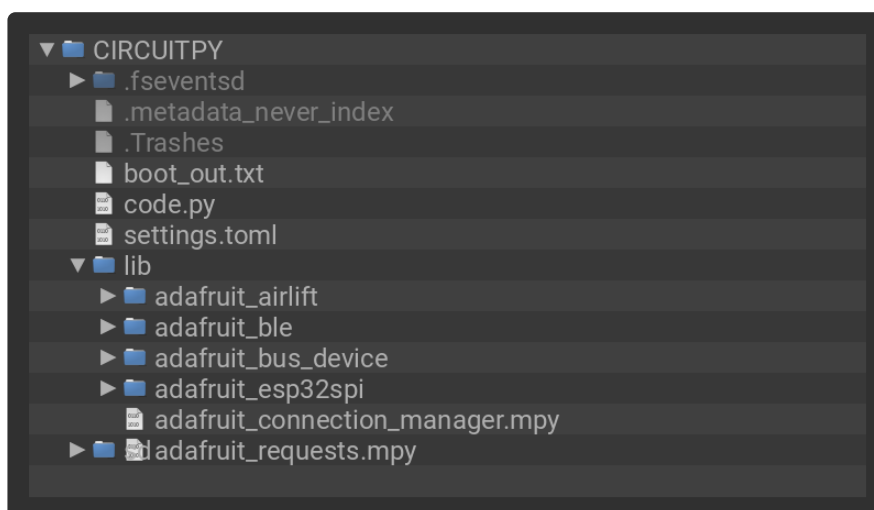 CIRCUITPY
.fseventsd
.metadata_never_index
.Trashes
boot_out.txt
code.py
settings.toml
lib
adafruit_airlift
adafruit_ble
adafruit_bus_device
adafruit_esp32spi
adafruit_connection_manager.mpy
adafruit_requests.mpy